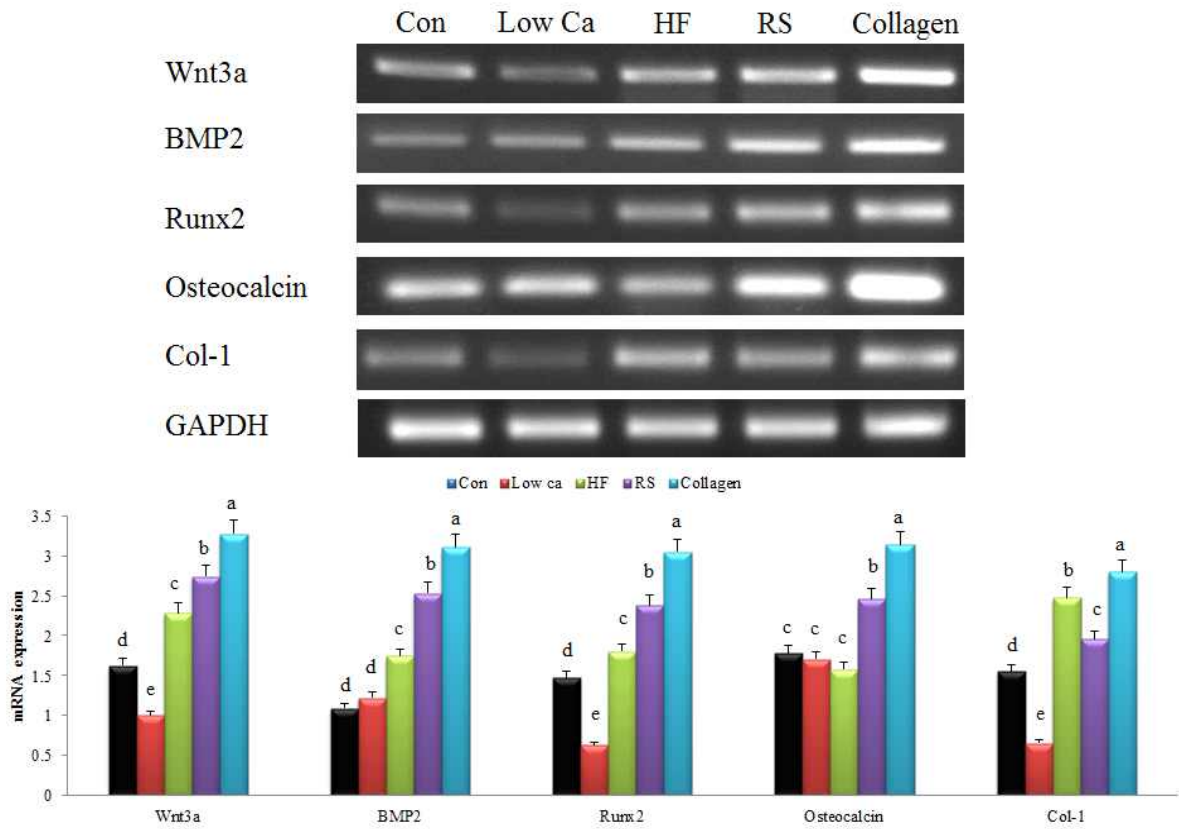 Con Low Ca HF RS Collagen
Wnt3a
BMP2
Runx2
Osteocalcin
Col-1
GAPDH
Con Low ca HF RS Collagen
mRNA expression
3.5
3
2.5
2
1.5
1
0.5
0
d e c b a
d d c b a
d e c b a
c c c b a
d e b c a
Wnt3a BMP2 Runx2 Osteocalcin Col-1